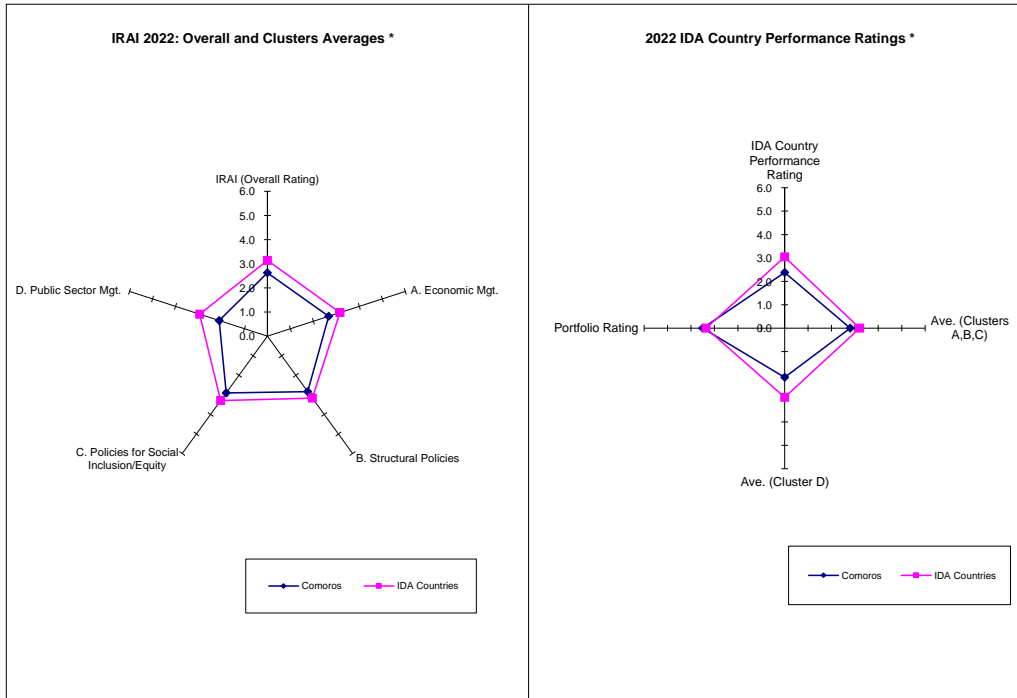 IRAI 2022: Overall and Clusters Averages *
IRAI (Overall Rating)
6.0
5.0
4.0
3.0
2.0
1.0
0.0
A. Economic Mgt.
B. Structural Policies
C. Policies for Social
Inclusion/Equity
D. Public Sector Mgt.
Comoros
IDA Countries
2022 IDA Country Performance Ratings *
IDA Country
Performance
Rating
6.0
5.0
4.0
3.0
2.0
1.0
0.0
Ave. (Clusters
A,B,C)
Ave. (Cluster D)
Portfolio Rating
Comoros
IDA Countries